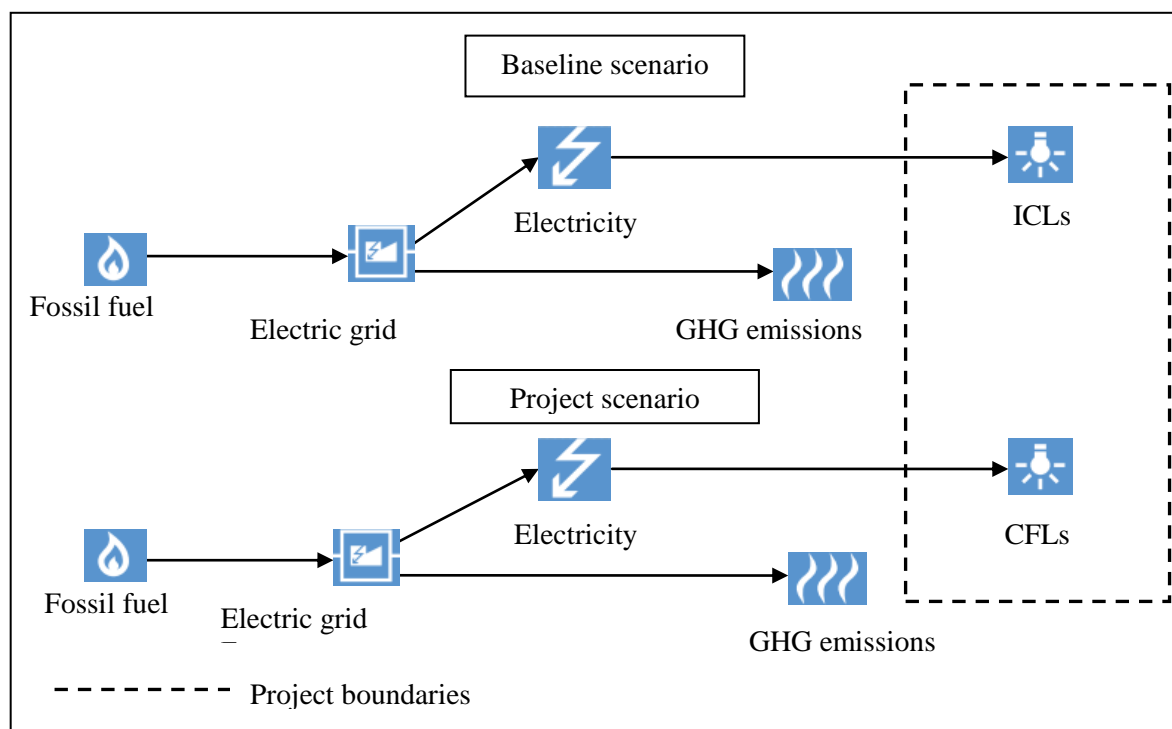 Baseline scenario
Electricity
ICLs
Fossil fuel
Electric grid
GHG emissions
Project scenario
Electricity
CFLs
Fossil fuel
Electric grid
GHG emissions
Project boundaries